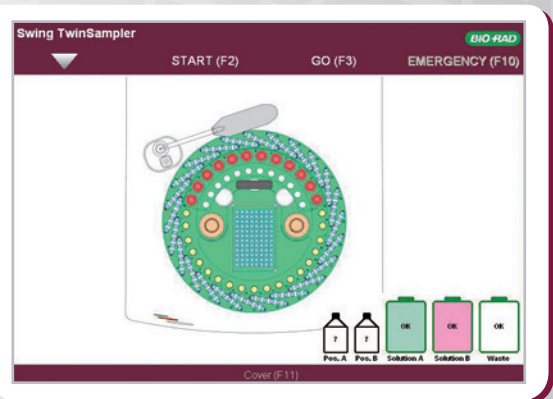 Swing TwinSampler
BIO-RAD
START (F2) GO (F3) EMERGENCY (F10)
? ? OK OK OK
Pos. A Pos. B Solution A Solution B Waste
Cover (F11)